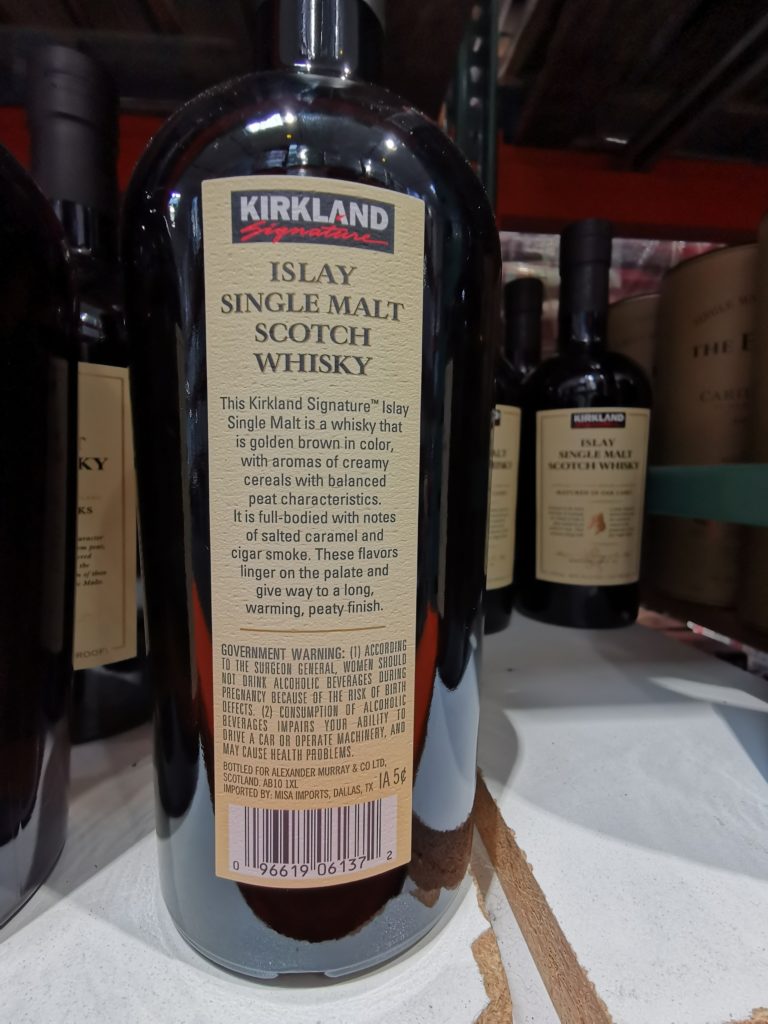 KIRKLAND
Signature
ISLAY
SINGLE MALT
SCOTCH
WHISKY
This Kirkland Signature™ Islay
Single Malt is a whisky that
is golden brown in color,
with aromas of creamy
cereals with balanced
peat characteristics.
It is full-bodied with notes
of salted caramel and
cigar smoke. These flavors
linger on the palate and
give way to a long,
warming, peaty finish.
GOVERNMENT WARNING: (1) ACCORDING
TO THE SURGEON GENERAL, WOMEN SHOULD
NOT DRINK ALCOHOLIC BEVERAGES DURING
PREGNANCY BECAUSE OF THE RISK OF BIRTH
DEFECTS. (2) CONSUMPTION OF ALCOHOLIC
BEVERAGES IMPAIRS YOUR ABILITY TO
DRIVE A CAR OR OPERATE MACHINERY, AND
MAY CAUSE HEALTH PROBLEMS.
BOTTLED FOR ALEXANDER MURRAY & CO LTD,
SCOTLAND. AB10 1XL
IMPORTED BY: MISA IMPORTS, DALLAS, TX IA 5¢
0 96619 06137 2
KIRKLAND
ISLAY
SINGLE MALT
SCOTCH WHISKY
MATURED IN OAK CASKS
THE